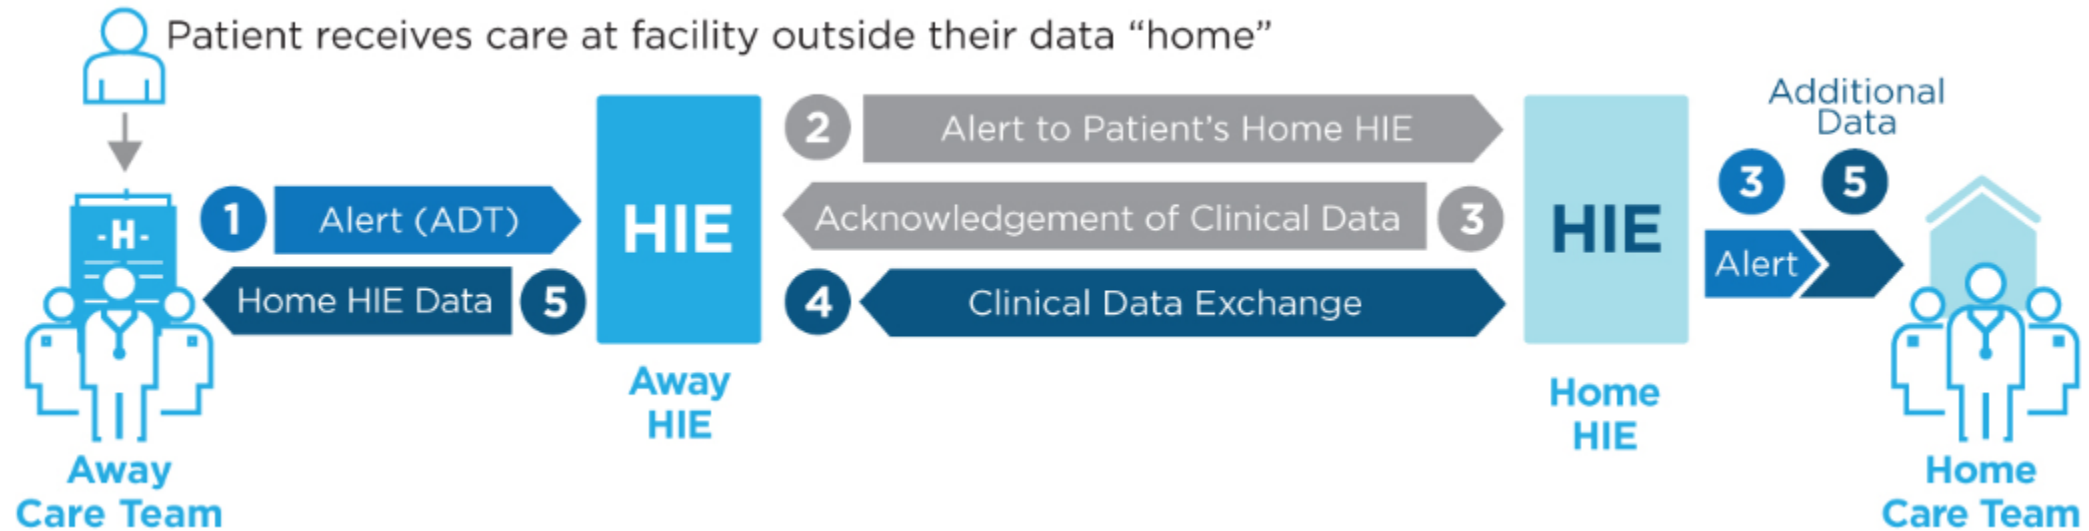 Patient receives care at facility outside their data “home”
-H-
1
Alert (ADT)
Home HIE Data
5
HIE
Away
HIE
2
Alert to Patient’s Home HIE
Acknowledgement of Clinical Data
3
4
Clinical Data Exchange
HIE
Home
HIE
Additional
Data
3
5
Alert
Away
Care Team
Home
Care Team